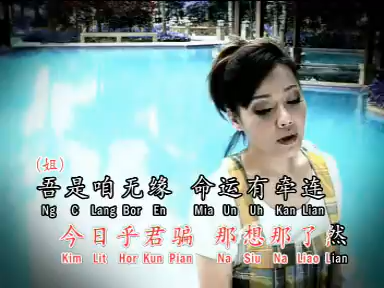 (姐)
吾是咱无缘 命运有牵连
Ng C Lang Bor En Mia Un Uh Kan Lian
今日乎君骗 那想那了然
Kim Lit Hor Kun Pian Na Siu Na Liao Lian